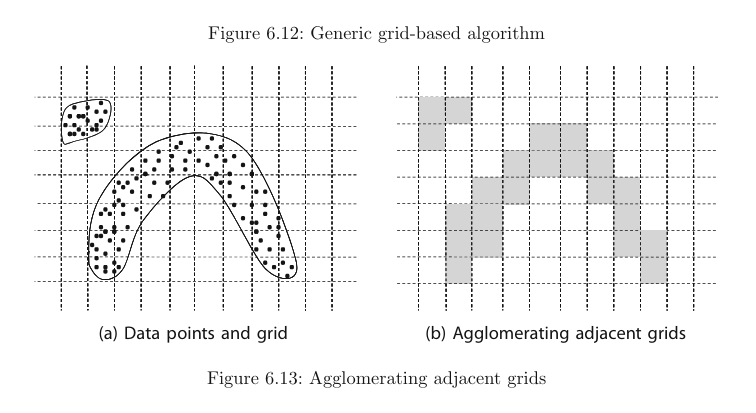 Figure 6.12: Generic grid-based algorithm
(a) Data points and grid
(b) Agglomerating adjacent grids
Figure 6.13: Agglomerating adjacent grids